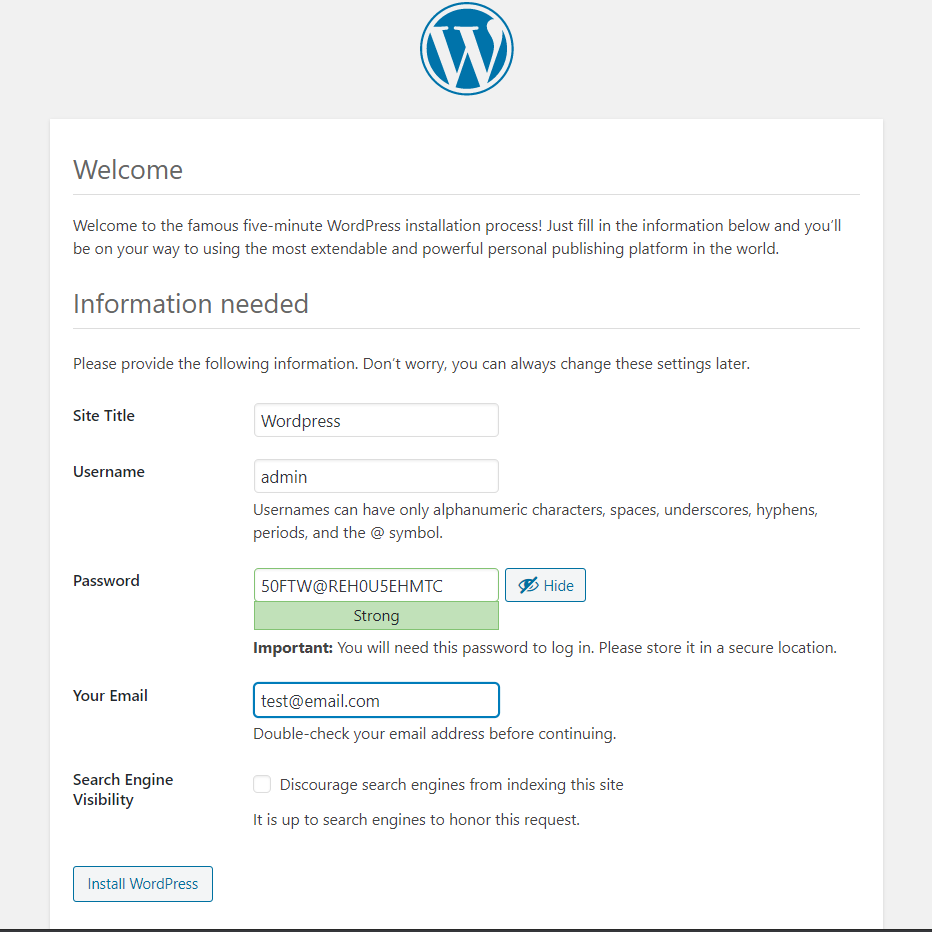 Welcome
Welcome to the famous five-minute WordPress installation process! Just fill in the information below and you’ll
be on your way to using the most extendable and powerful personal publishing platform in the world.
Information needed
Please provide the following information. Don’t worry, you can always change these settings later.
Site Title
Wordpress
Username
admin
Usernames can have only alphanumeric characters, spaces, underscores, hyphens,
periods, and the @ symbol.
Password
50FTW@REH0U5EHMTC
Hide
Strong
Important: You will need this password to log in. Please store it in a secure location.
Your Email
test@email.com
Double-check your email address before continuing.
Search Engine
Visibility
Discourage search engines from indexing this site
It is up to search engines to honor this request.
Install WordPress